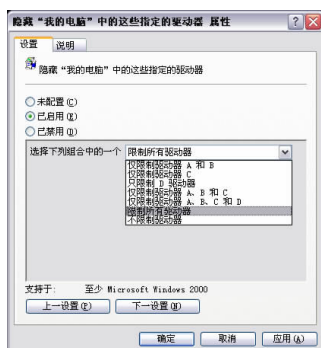 隐藏“我的电脑”中的这些指定的驱动器 属性
设置 说明
隐藏“我的电脑”中的这些指定的驱动器
未配置(C)
已启用(E)
已禁用(D)
选择下列组合中的一个 限制所有驱动器
仅限制驱动器 A 和 B
仅限制驱动器 C
只限制 D 驱动器
仅限制驱动器 A、B 和 C
仅限制驱动器 A、B、C 和 D
限制所有驱动器
不限制驱动器
支持于: 至少 Microsoft Windows 2000
上一设置(P) 下一设置(N)
确定 取消 应用(A)